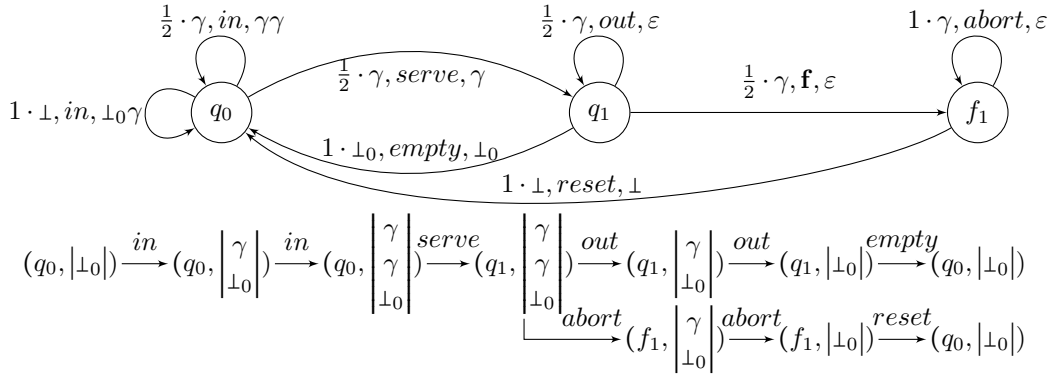 ½ · γ, in, γγ
½ · γ, out, ε
1 · γ, abort, ε
½ · γ, serve, γ
½ · γ, f, ε
1 · ⊥, in, ⊥₀γ
q₀
q₁
f₁
1 · ⊥₀, empty, ⊥₀
1 · ⊥, reset, ⊥
in in serve out out empty
(q₀, |⊥₀|) → (q₀, |γ ⊥₀|) → (q₀, |γ γ ⊥₀|) → (q₁, |γ γ ⊥₀|) → (q₁, |γ ⊥₀|) → (q₁, |⊥₀|) → (q₀, |⊥₀|)
abort abort reset
(f₁, |γ ⊥₀|) → (f₁, |⊥₀|) → (q₀, |⊥₀|)